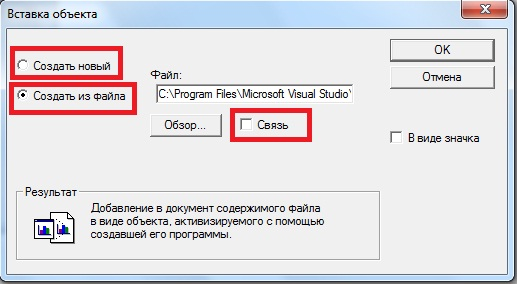 Вставка объекта
Создать новый
Создать из файла
Файл:
C:\Program Files\Microsoft Visual Studio\
Обзор...
Связь
OK
Отмена
В виде значка
Результат
Добавление в документ содержимого файла
в виде объекта, активизируемого с помощью
создавшей его программы.